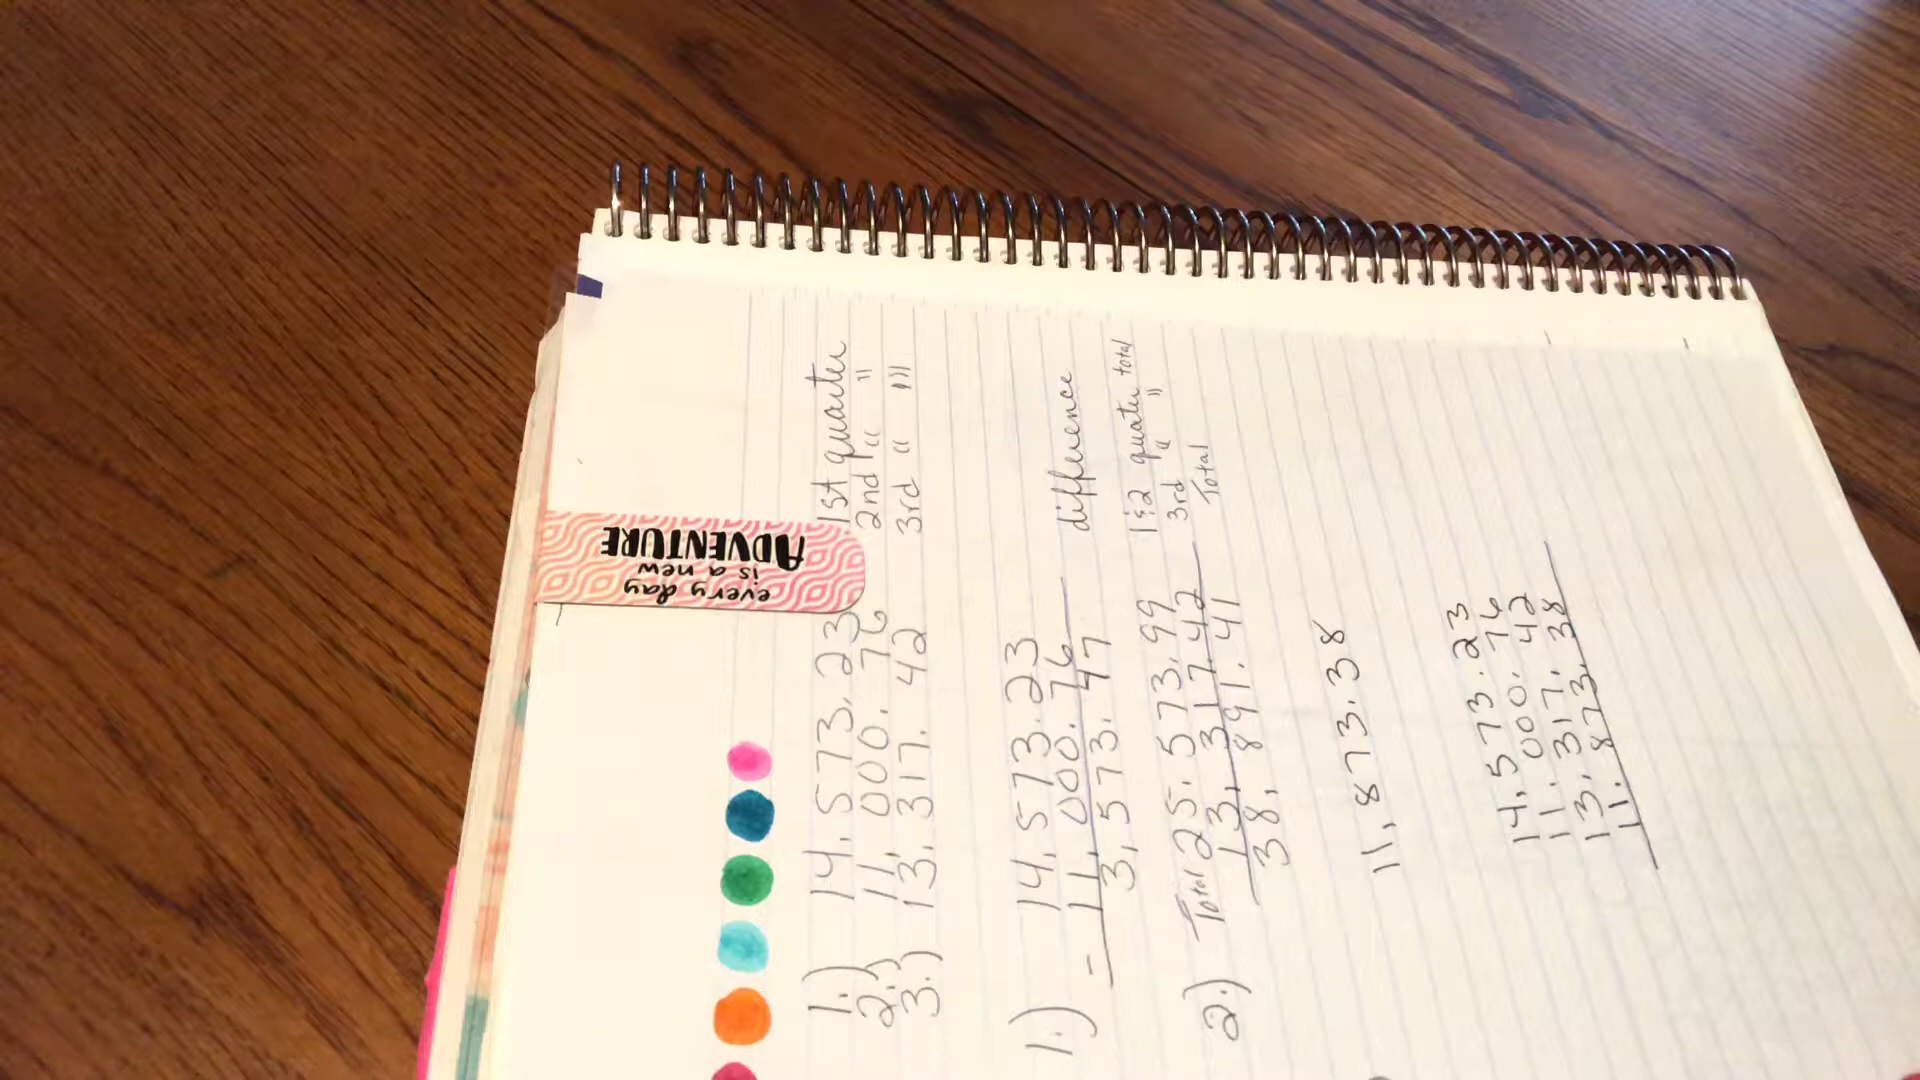 every day
is a new
ADVENTURE
1.) 14,573.23 1st quarter
2.) 11,000.76 2nd " "
3.) 13,317.42 3rd " "
1.) 14,573.23
- 11,000.76
3,573.47 difference
2.) Total 25,573.99 1 & 2 quater total
13,317.42 3rd " "
38,891.41 Total
11,873.38
14,573.23
11,000.76
13,317.42
11,873.38